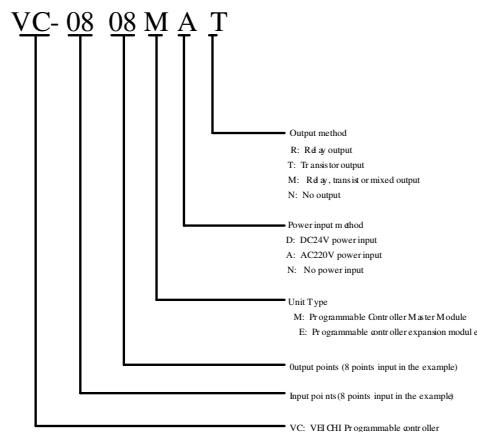 VC- 08 08 M A T
Output method
R: Relay output
T: Transistor output
M: Relay, transistor mixed output
N: No output
Power input method
D: DC24V power input
A: AC220V power input
N: No power input
Unit Type
M: Programmable Controller Master Module
E: Programmable controller expansion module
Output points (8 points input in the example)
Input points(8 points input in the example)
VC: VEICHI Programmable controller